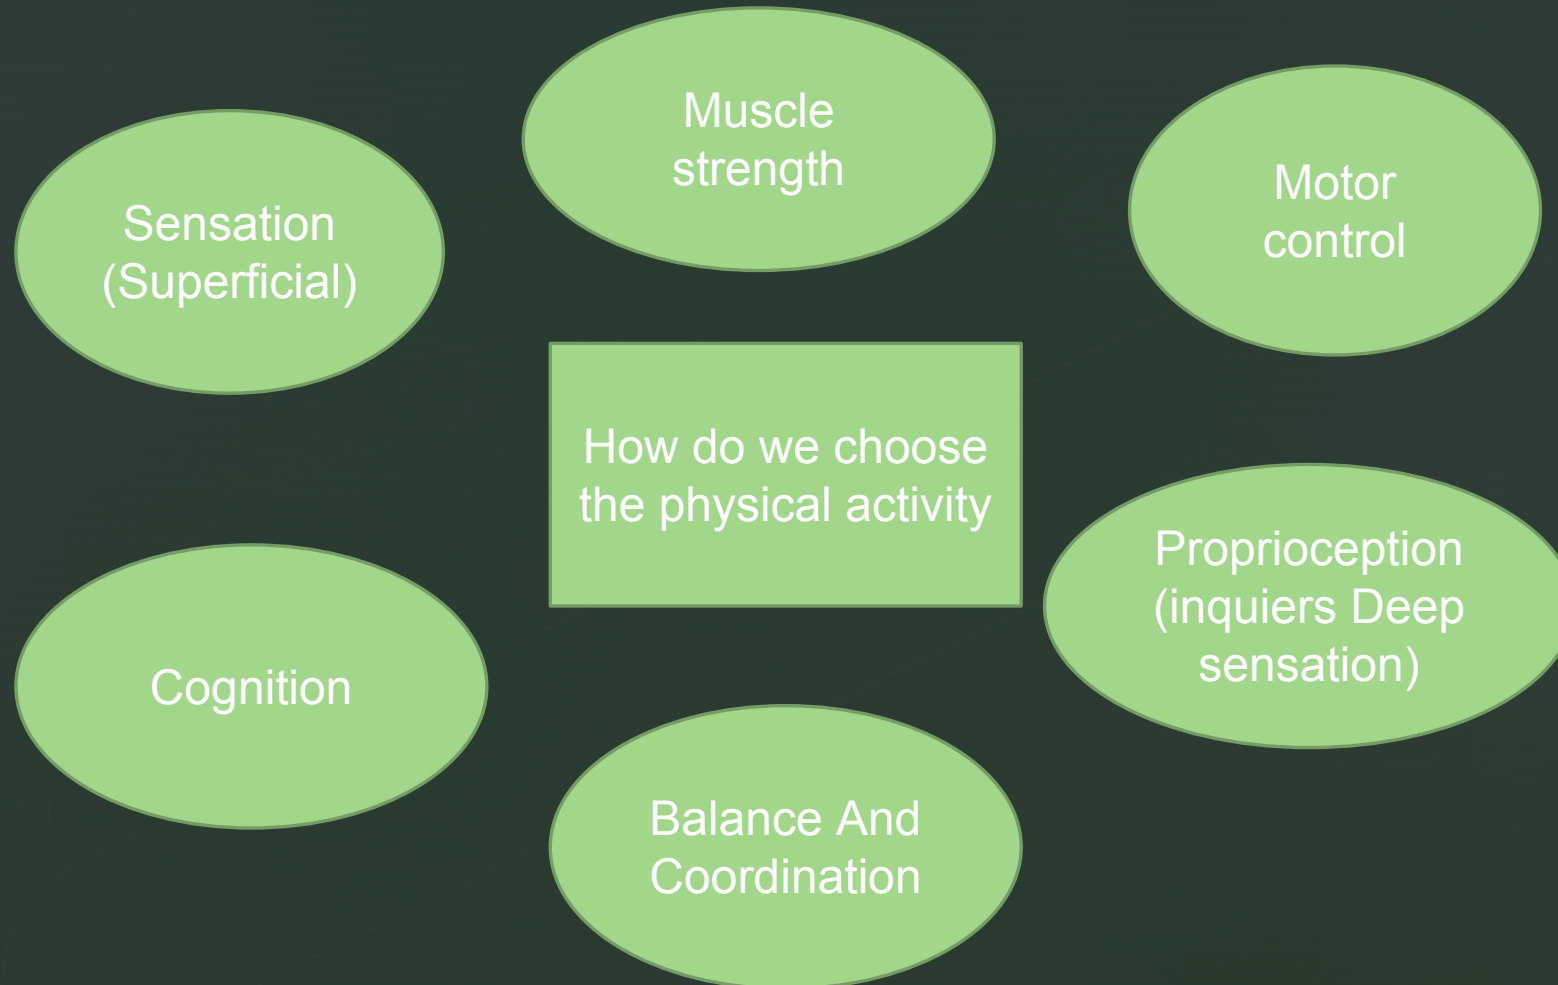 Muscle
strength
Motor
control
Sensation
(Superficial)
How do we choose
the physical activity
Proprioception
(inquiers Deep
sensation)
Cognition
Balance And
Coordination